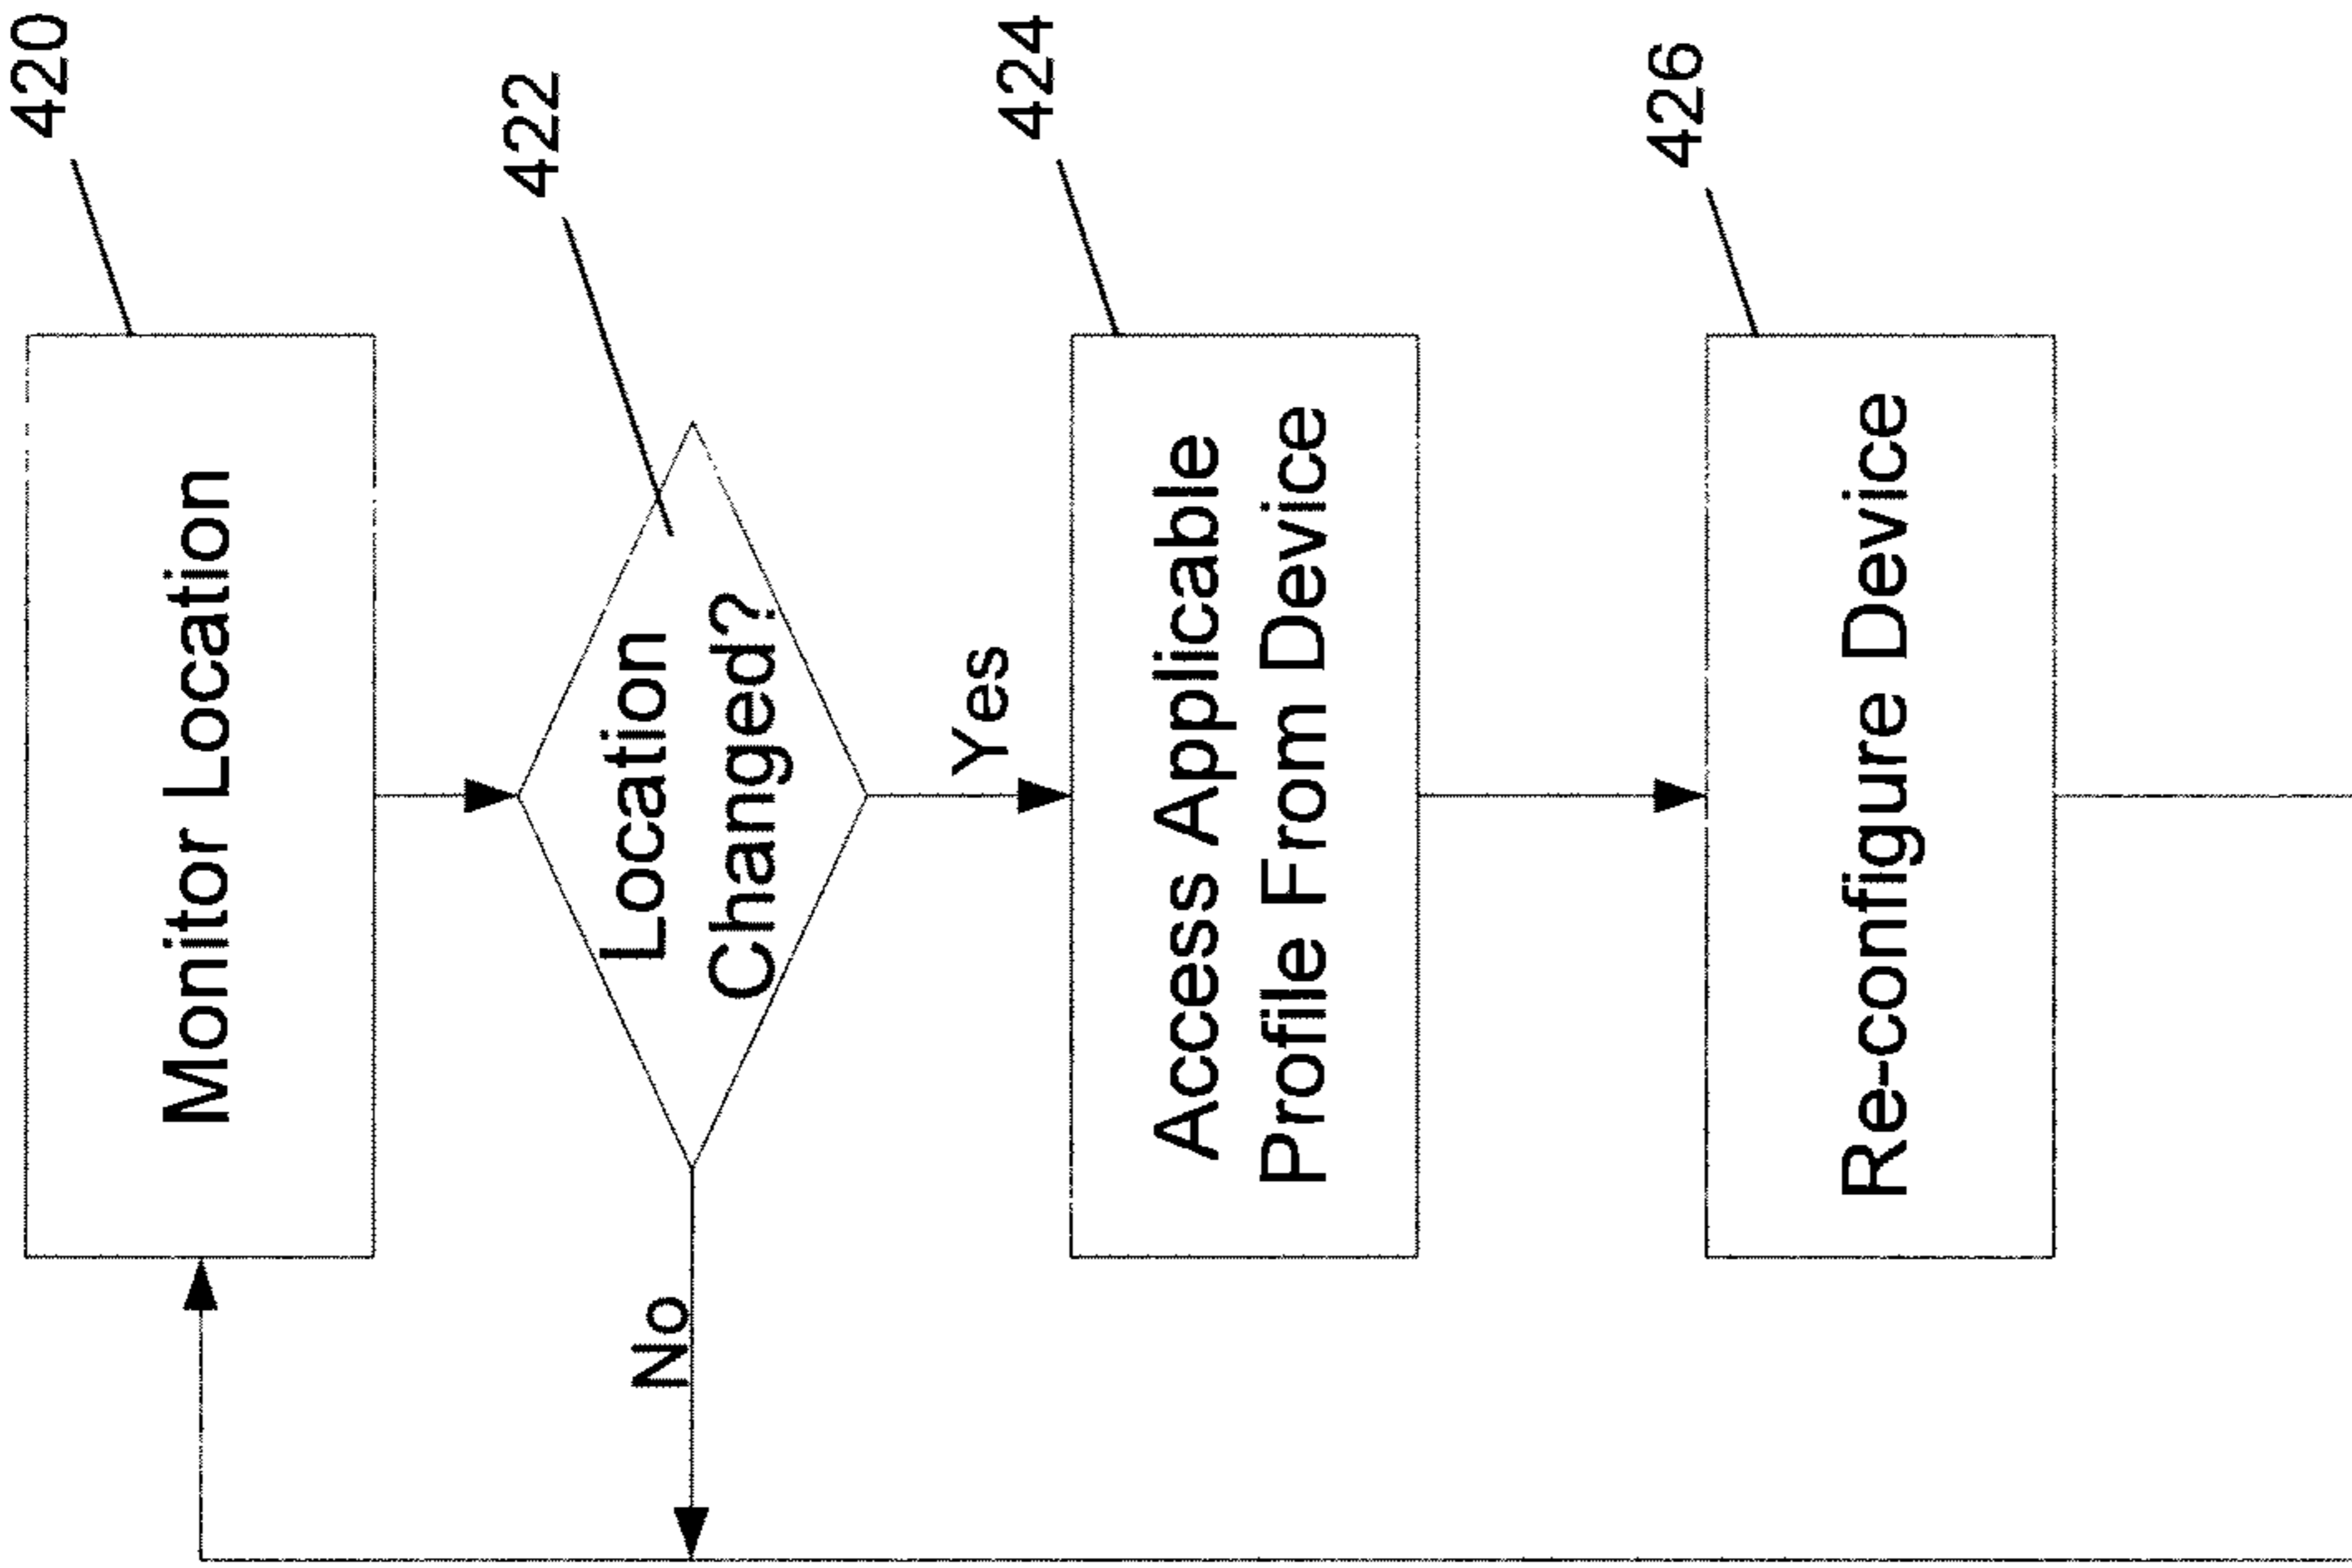 420
Monitor Location
422
Location
Changed?
No
Yes
424
Access Applicable
Profile From Device
426
Re-configure Device